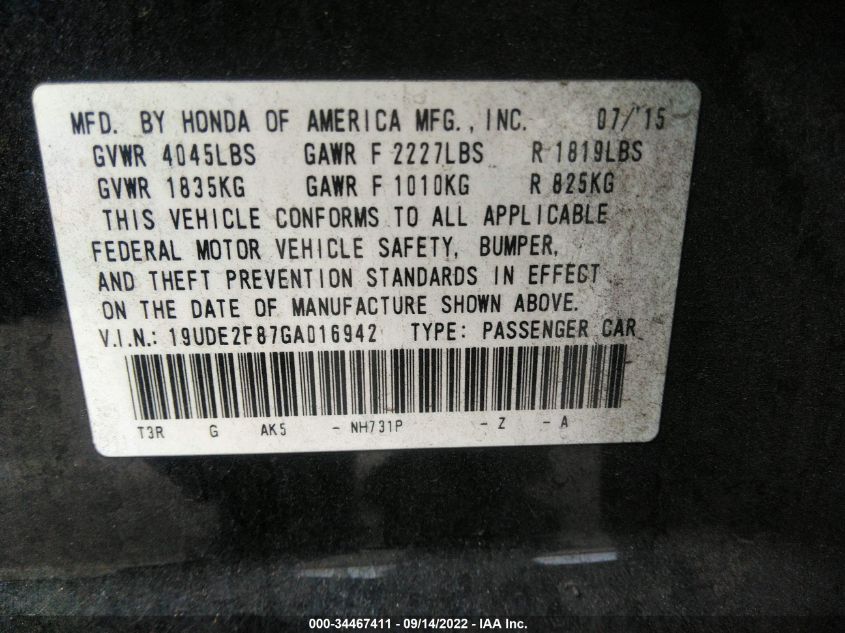 MFD. BY HONDA OF AMERICA MFG., INC. 07/'15
GVWR 4045LBS GAWR F 2227LBS R 1819LBS
GVWR 1835KG GAWR F 1010KG R 825KG
THIS VEHICLE CONFORMS TO ALL APPLICABLE
FEDERAL MOTOR VEHICLE SAFETY, BUMPER,
AND THEFT PREVENTION STANDARDS IN EFFECT
ON THE DATE OF MANUFACTURE SHOWN ABOVE.
V.I.N.: 19UDE2F87GA016942 TYPE: PASSENGER CAR
T3R G AK5 - NH731P - Z - A
000-34467411 - 09/14/2022 - IAA Inc.